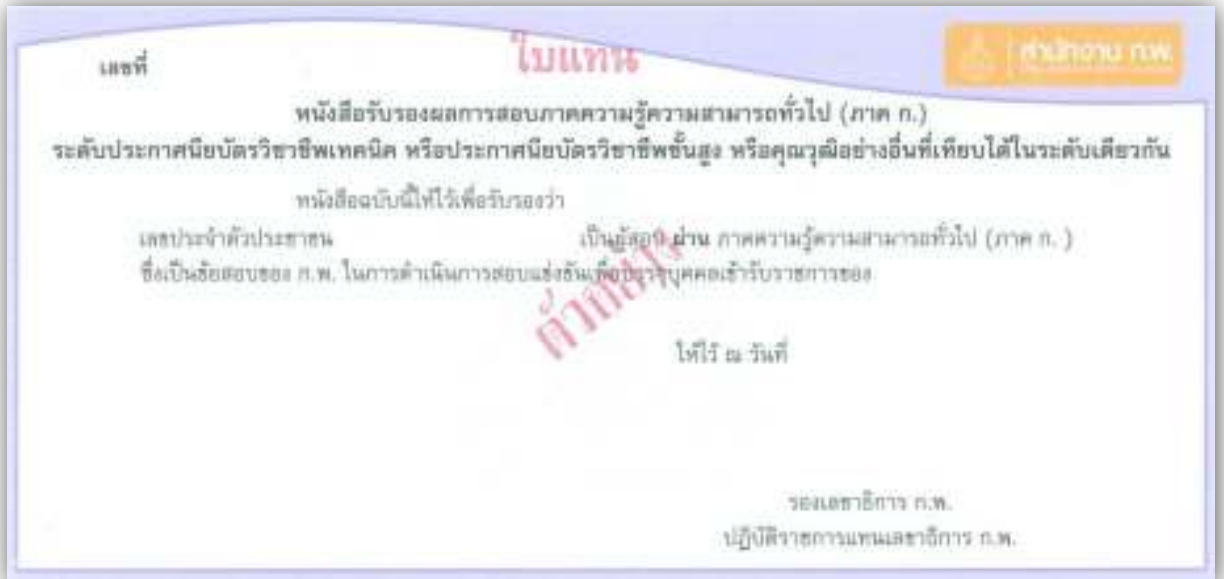 ใบแทน
สำนักงาน ก.พ.
เลขที่
หนังสือรับรองผลการสอบภาคความรู้ความสามารถทั่วไป (ภาค ก.)
ระดับประกาศนียบัตรวิชาชีพเทคนิค หรือประกาศนียบัตรวิชาชีพชั้นสูง หรือคุณวุฒิอย่างอื่นที่เทียบได้ในระดับเดียวกัน
หนังสือฉบับนี้ให้ไว้เพื่อรับรองว่า
เลขประจำตัวประชาชน เป็นผู้สอบ ผ่าน ภาคความรู้ความสามารถทั่วไป (ภาค ก. )
ซึ่งเป็นข้อสอบของ ก.พ. ในการดำเนินการสอบแข่งขันเพื่อบรรจุบุคคลเข้ารับราชการของ
ตัวอย่าง
ให้ไว้ ณ วันที่
รองเลขาธิการ ก.พ.
ปฏิบัติราชการแทนเลขาธิการ ก.พ.